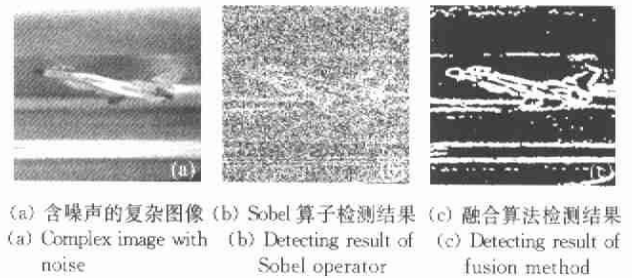 (a)
(c)
(a) 含噪声的复杂图像 (b) Sobel 算子检测结果 (c) 融合算法检测结果
(a) Complex image with (b) Detecting result of (c) Detecting result of
noise Sobel operator fusion method